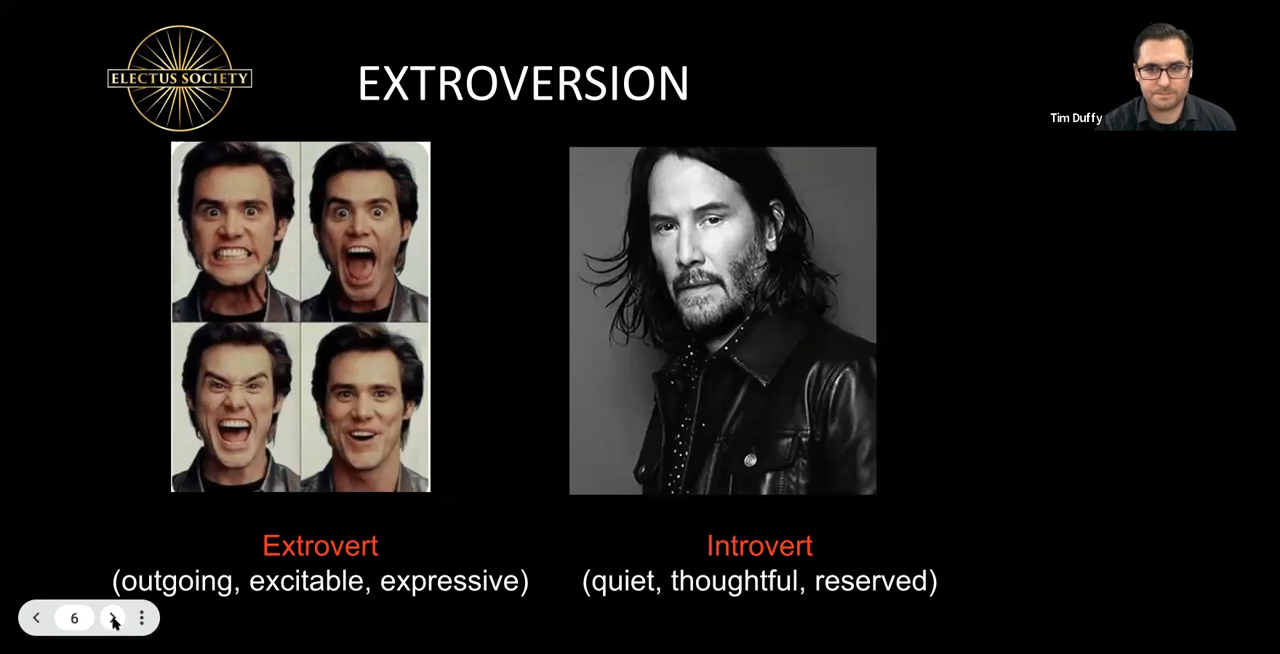 ELECTUS SOCIETY
EXTROVERSION
Tim Duffy
Extrovert
(outgoing, excitable, expressive)
Introvert
(quiet, thoughtful, reserved)
6